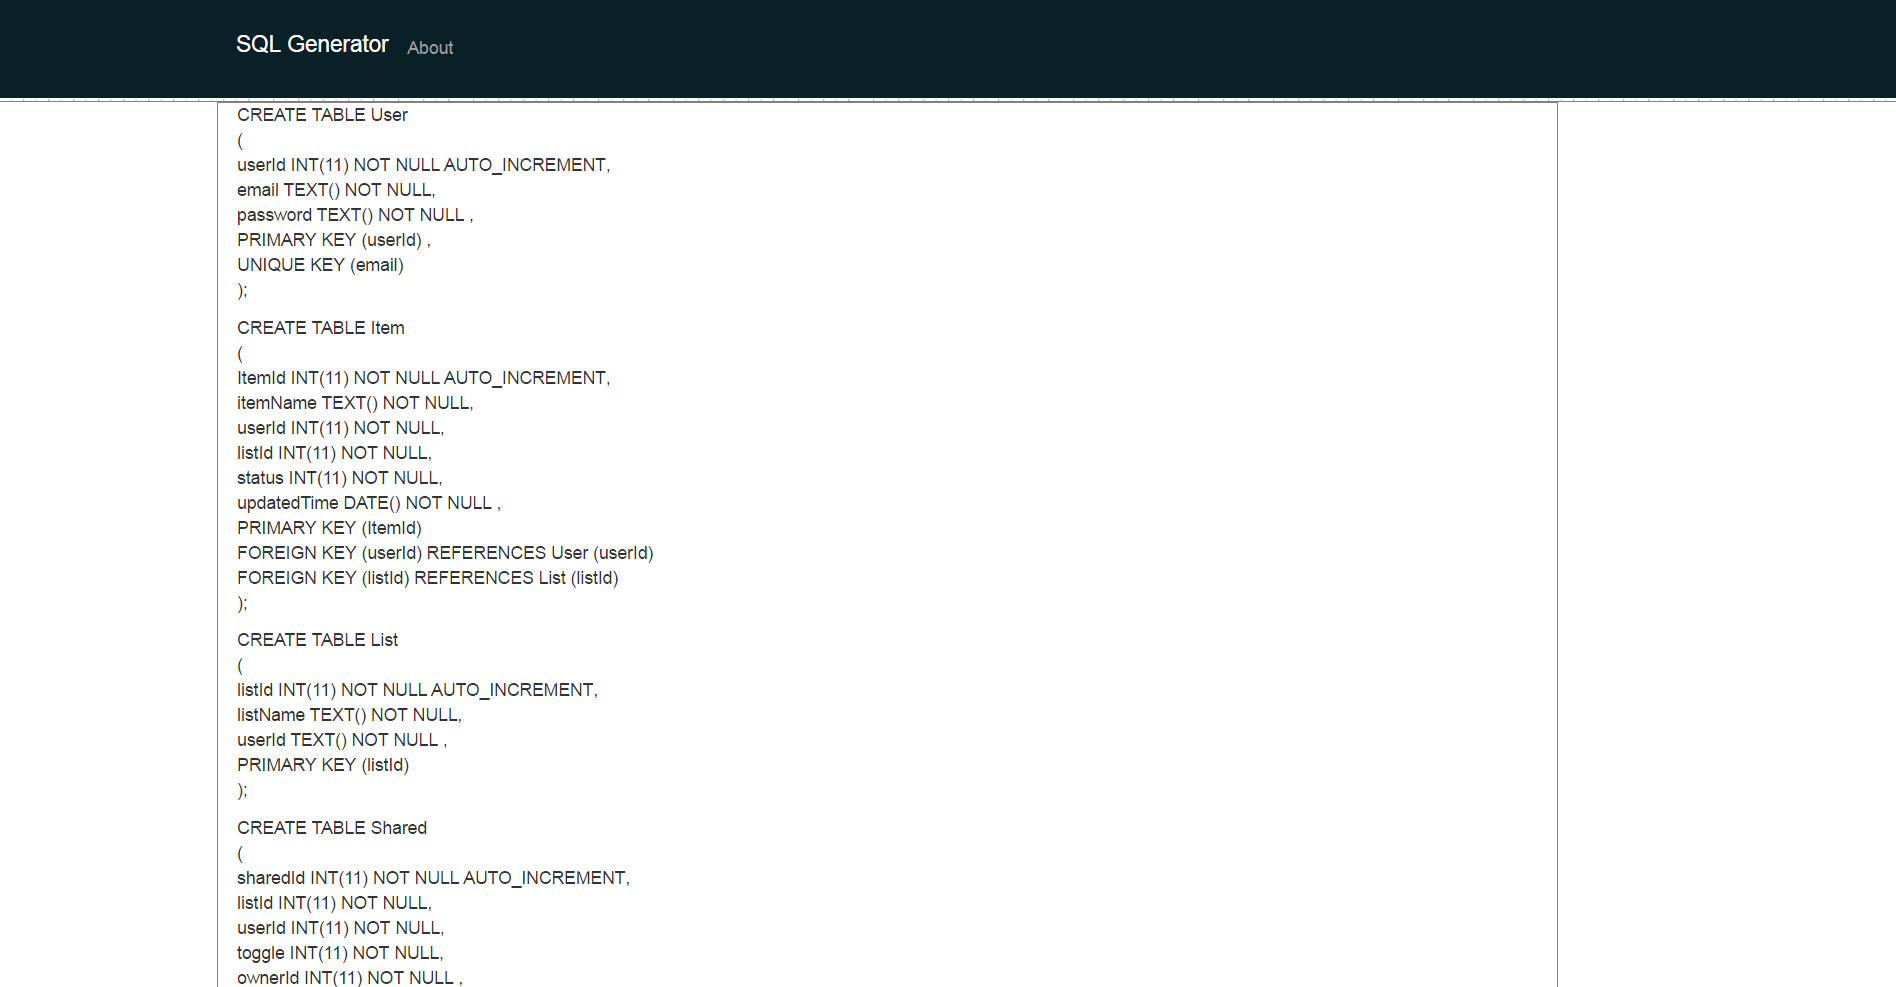 SQL Generator About
CREATE TABLE User
(
userId INT(11) NOT NULL AUTO_INCREMENT,
email TEXT() NOT NULL,
password TEXT() NOT NULL ,
PRIMARY KEY (userId) ,
UNIQUE KEY (email)
);
CREATE TABLE Item
(
ItemId INT(11) NOT NULL AUTO_INCREMENT,
itemName TEXT() NOT NULL,
userId INT(11) NOT NULL,
listId INT(11) NOT NULL,
status INT(11) NOT NULL,
updatedTime DATE() NOT NULL ,
PRIMARY KEY (ItemId)
FOREIGN KEY (userId) REFERENCES User (userId)
FOREIGN KEY (listId) REFERENCES List (listId)
);
CREATE TABLE List
(
listId INT(11) NOT NULL AUTO_INCREMENT,
listName TEXT() NOT NULL,
userId TEXT() NOT NULL ,
PRIMARY KEY (listId)
);
CREATE TABLE Shared
(
sharedId INT(11) NOT NULL AUTO_INCREMENT,
listId INT(11) NOT NULL,
userId INT(11) NOT NULL,
toggle INT(11) NOT NULL,
ownerId INT(11) NOT NULL ,